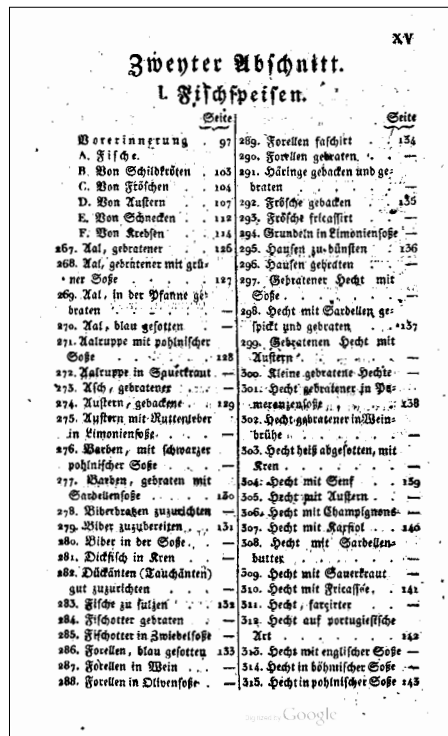 XV
Zweyter Abschnitt.
I. Fischspeisen.
Seite
Vorerinnerung . 97
A. Fische.
B. Von Schildkröten . 103
C. Von Fröschen . . 104
D. Von Austern . . 107
E. Von Schnecken . . 112
F. Von Krebsen . . 114
267. Aal, gebratener . . 126
268. Aal, gebratener mit grü-
ner Soße . . . . 127
269. Aal, in der Pfanne ge-
braten . . . . —
270. Aal, blau gesotten . . —
271. Aalruppe mit pohlnischer
Soße . . . . 128
272. Aalruppe in Sauerkraut . —
273. Asch, gebratener . . —
274. Austern, gebackene . . 129
275. Austern mit Ruttenleber
in Limoniensoße . . —
276. Barben, mit schwarzer
pohlnischer Soße . . —
277. Barben, gebraten mit
Sardellensoße . . . 130
278. Biberbraten zuzurichten —
279. Biber zuzubereiten . . 131
280. Biber in der Soße . . —
281. Dickfisch in Kren . . —
282. Dückänten (Tauchänten)
gut zuzurichten . . —
283. Fische zu sulzen . . 132
284. Fischotter gebraten . —
285. Fischotter in Zwiebelsoße —
286. Forellen, blau gesotten . 133
287. Forellen in Wein . . —
288. Forellen in Olivensoße . —
Seite
289. Forellen faschirt . . 134
290. Forellen gebraten . . —
291. Häringe gebacken und ge-
braten . . . . —
292. Frösche gebacken . . 135
293. Frösche fricassirt . . —
294. Grundeln in Limoniensoße —
295. Hausen zu dünsten . 136
296. Hausen gebraten . . —
297. Gebratener Hecht mit
Soße . . . . —
298. Hecht mit Sardellen ge-
spickt und gebraten . . 137
299. Gebratenen Hecht mit
Austern . . . . —
300. Kleine gebratene Hechte —
301. Hecht gebratener in Po-
meranzensoße . . . 138
302. Hecht gebratener in Wein-
brühe . . . . —
303. Hecht heiß abgesotten, mit
Kren . . . . —
304. Hecht mit Senf . . 139
305. Hecht mit Austern . . —
306. Hecht mit Champignons —
307. Hecht mit Karfiol . . 140
308. Hecht mit Sardellen-
butter . . . . —
309. Hecht mit Sauerkraut —
310. Hecht mit Fricassée . . 141
311. Hecht, farzirter . . —
312. Hecht auf portugiesische
Art . . . . 142
313. Hecht mit englischer Soße —
314. Hecht in böhmischer Soße —
315. Hecht in pohlnischer Soße 143
Digitized by Google